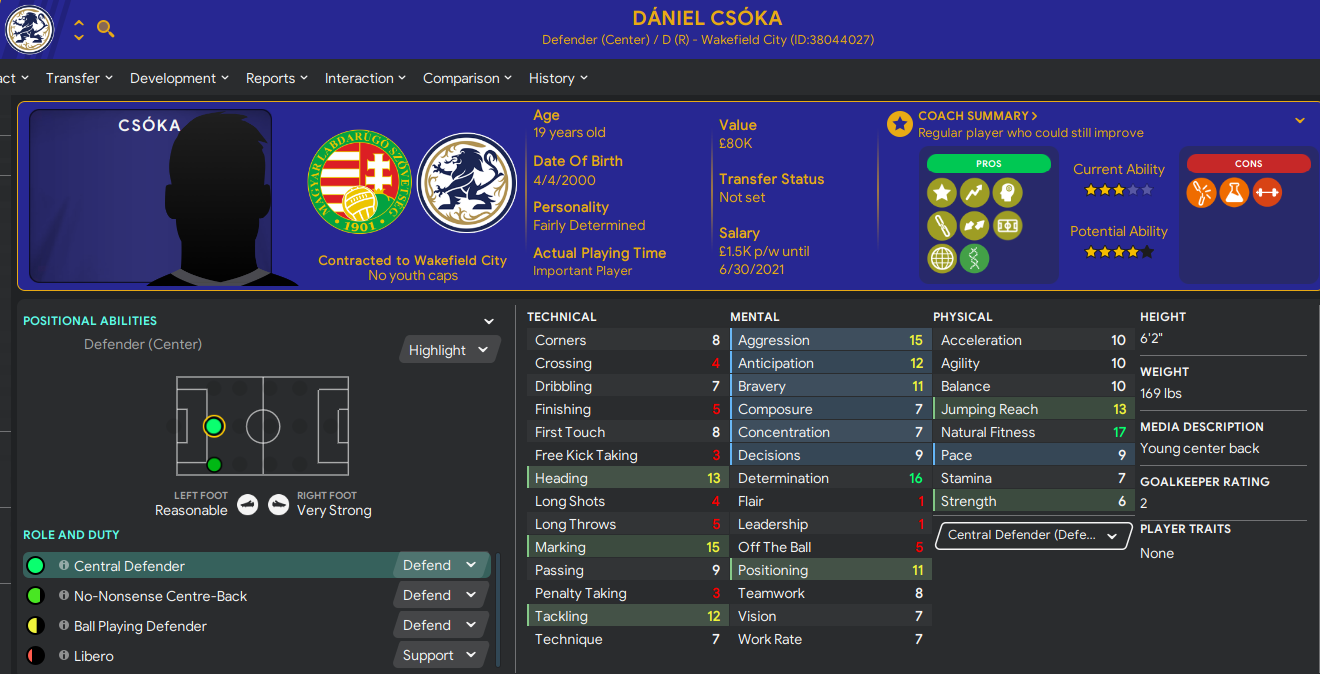 DÁNIEL CSÓKA
Defender (Center) / D (R) - Wakefield City (ID:38044027)
act Transfer Development Reports Interaction Comparison History
CSÓKA
MAGYAR LABDARUGÓ SZÖVETSÉG
1901
Contracted to Wakefield City
No youth caps
Age
19 years old
Date Of Birth
4/4/2000
Personality
Fairly Determined
Actual Playing Time
Important Player
Value
£80K
Transfer Status
Not set
Salary
£1.5K p/w until
6/30/2021
COACH SUMMARY
Regular player who could still improve
PROS
Current Ability
Potential Ability
CONS
POSITIONAL ABILITIES
Defender (Center)
Highlight
LEFT FOOT
Reasonable
RIGHT FOOT
Very Strong
ROLE AND DUTY
Central Defender Defend
No-Nonsense Centre-Back Defend
Ball Playing Defender Defend
Libero Support
TECHNICAL
Corners 8
Crossing 4
Dribbling 7
Finishing 5
First Touch 8
Free Kick Taking 3
Heading 13
Long Shots 4
Long Throws 5
Marking 15
Passing 9
Penalty Taking 3
Tackling 12
Technique 7
MENTAL
Aggression 15
Anticipation 12
Bravery 11
Composure 7
Concentration 7
Decisions 9
Determination 16
Flair 1
Leadership 1
Off The Ball 5
Positioning 11
Teamwork 8
Vision 7
Work Rate 7
PHYSICAL
Acceleration 10
Agility 10
Balance 10
Jumping Reach 13
Natural Fitness 17
Pace 9
Stamina 7
Strength 6
Central Defender (Defe...
HEIGHT
6'2"
WEIGHT
169 lbs
MEDIA DESCRIPTION
Young center back
GOALKEEPER RATING
2
PLAYER TRAITS
None